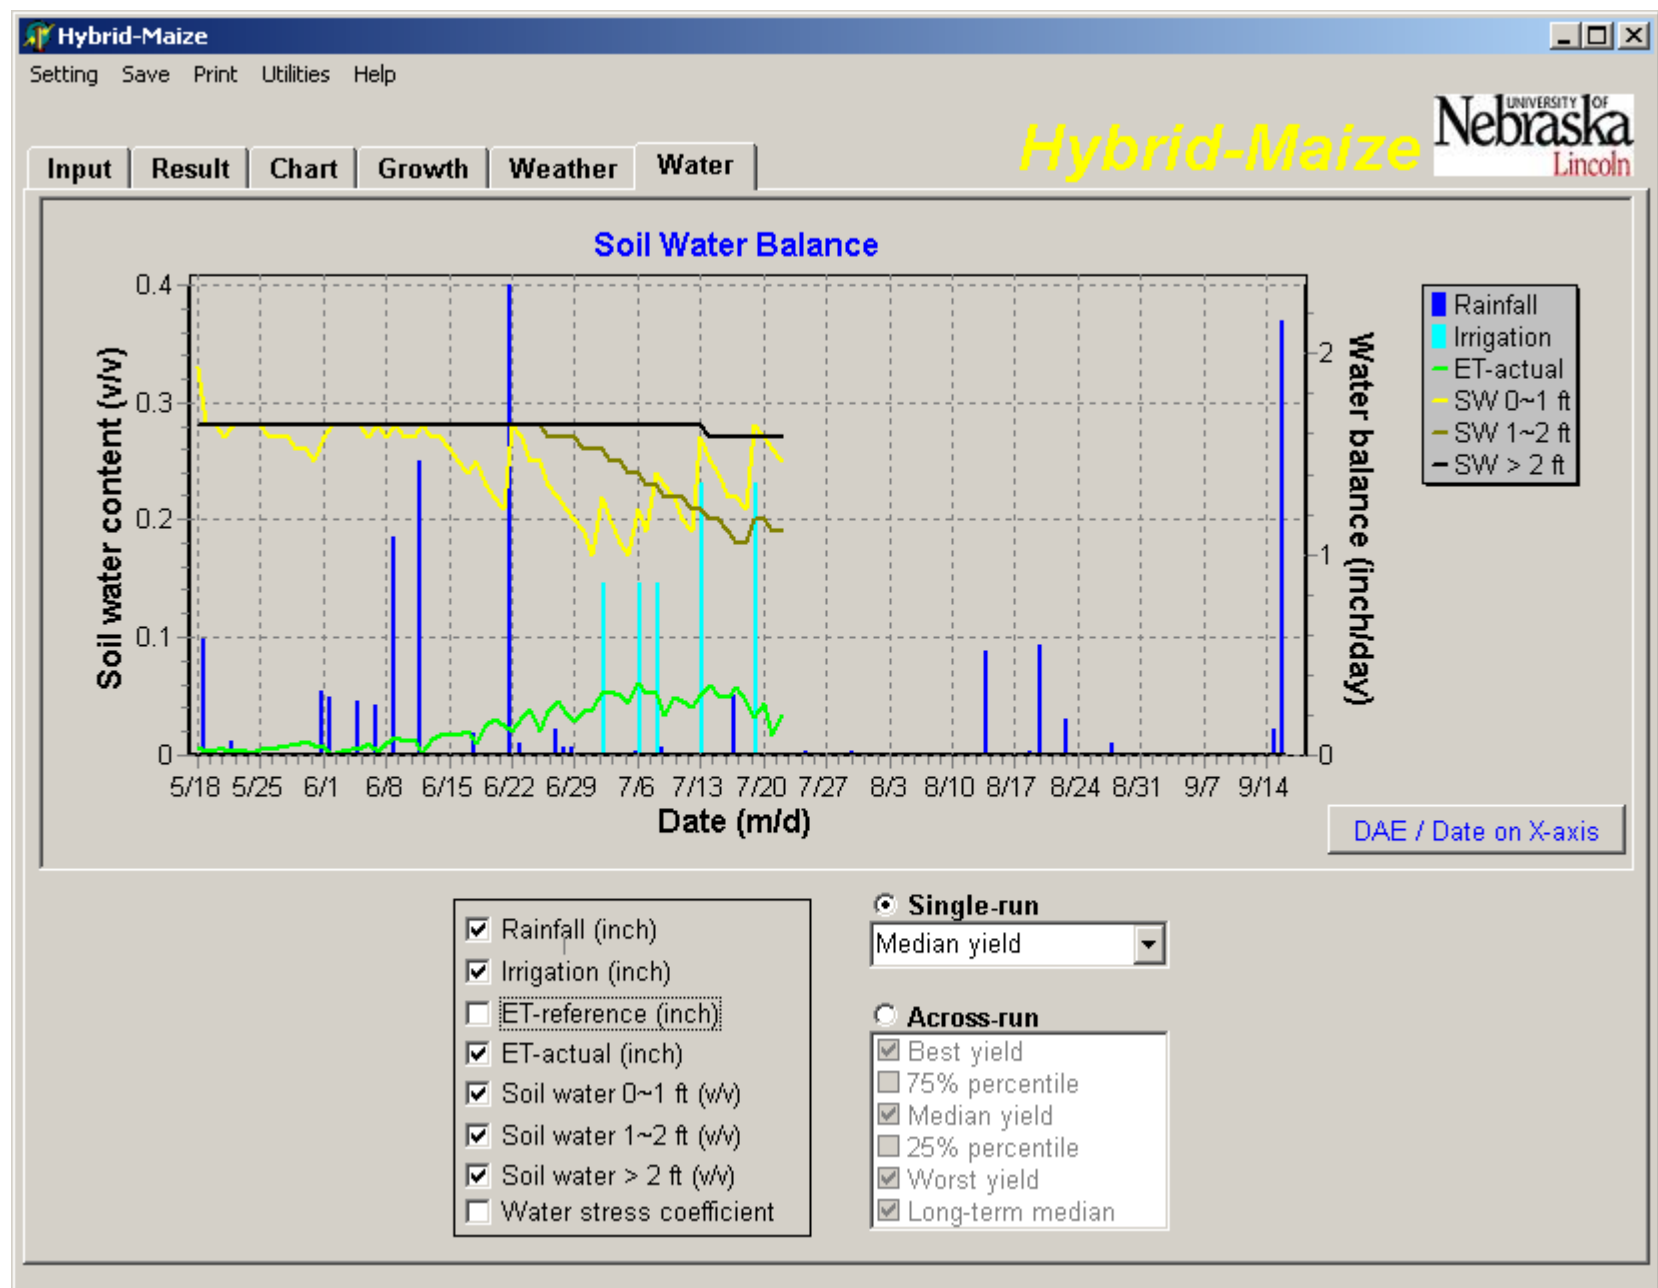 Hybrid-Maize
Setting Save Print Utilities Help
Hybrid-Maize
UNIVERSITY OF
Nebraska
Lincoln
Input Result Chart Growth Weather Water
Soil Water Balance
Soil water content (v/v)
0.4
0.3
0.2
0.1
0
2
1
0
Water balance (inch/day)
5/18 5/25 6/1 6/8 6/15 6/22 6/29 7/6 7/13 7/20 7/27 8/3 8/10 8/17 8/24 8/31 9/7 9/14
Date (m/d)
Rainfall
Irrigation
ET-actual
SW 0~1 ft
SW 1~2 ft
SW > 2 ft
DAE / Date on X-axis
Rainfall (inch)
Irrigation (inch)
ET-reference (inch)
ET-actual (inch)
Soil water 0~1 ft (v/v)
Soil water 1~2 ft (v/v)
Soil water > 2 ft (v/v)
Water stress coefficient
Single-run
Median yield
Across-run
Best yield
75% percentile
Median yield
25% percentile
Worst yield
Long-term median